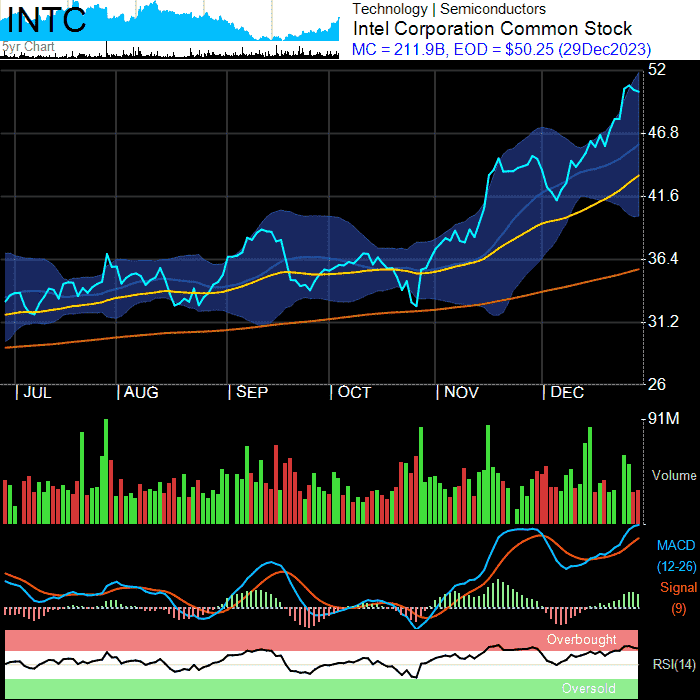 INTC
5yr Chart
Technology | Semiconductors
Intel Corporation Common Stock
MC = 211.9B, EOD = $50.25 (29Dec2023)
52
46.8
41.6
36.4
31.2
26
| JUL | AUG | SEP | OCT | NOV | DEC
91M
Volume
MACD
(12-26)
Signal
(9)
Overbought
RSI(14)
Oversold